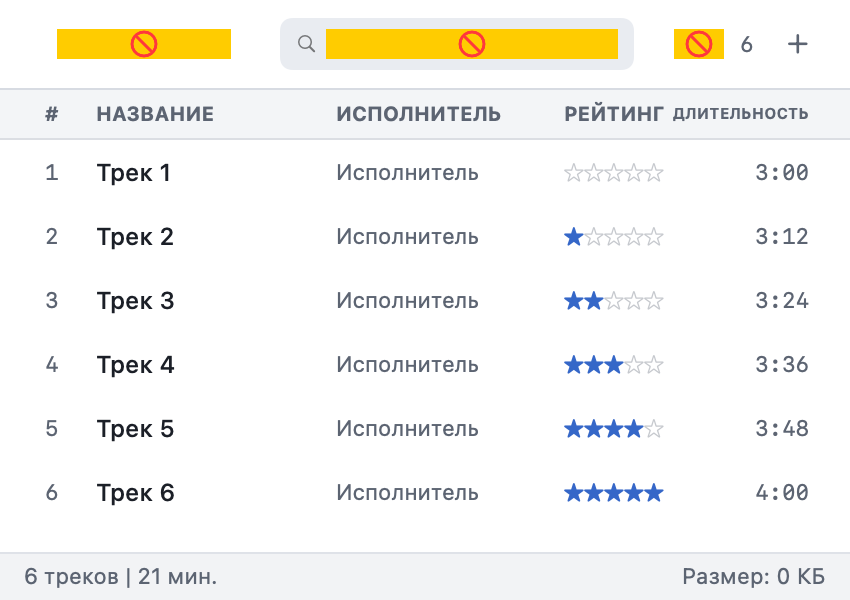 6 +
# НАЗВАНИЕ ИСПОЛНИТЕЛЬ РЕЙТИНГ ДЛИТЕЛЬНОСТЬ
1 Трек 1 Исполнитель ☆☆☆☆☆ 3:00
2 Трек 2 Исполнитель ★☆☆☆☆ 3:12
3 Трек 3 Исполнитель ★★☆☆☆ 3:24
4 Трек 4 Исполнитель ★★★☆☆ 3:36
5 Трек 5 Исполнитель ★★★★☆ 3:48
6 Трек 6 Исполнитель ★★★★★ 4:00
6 треков | 21 мин. Размер: 0 КБ